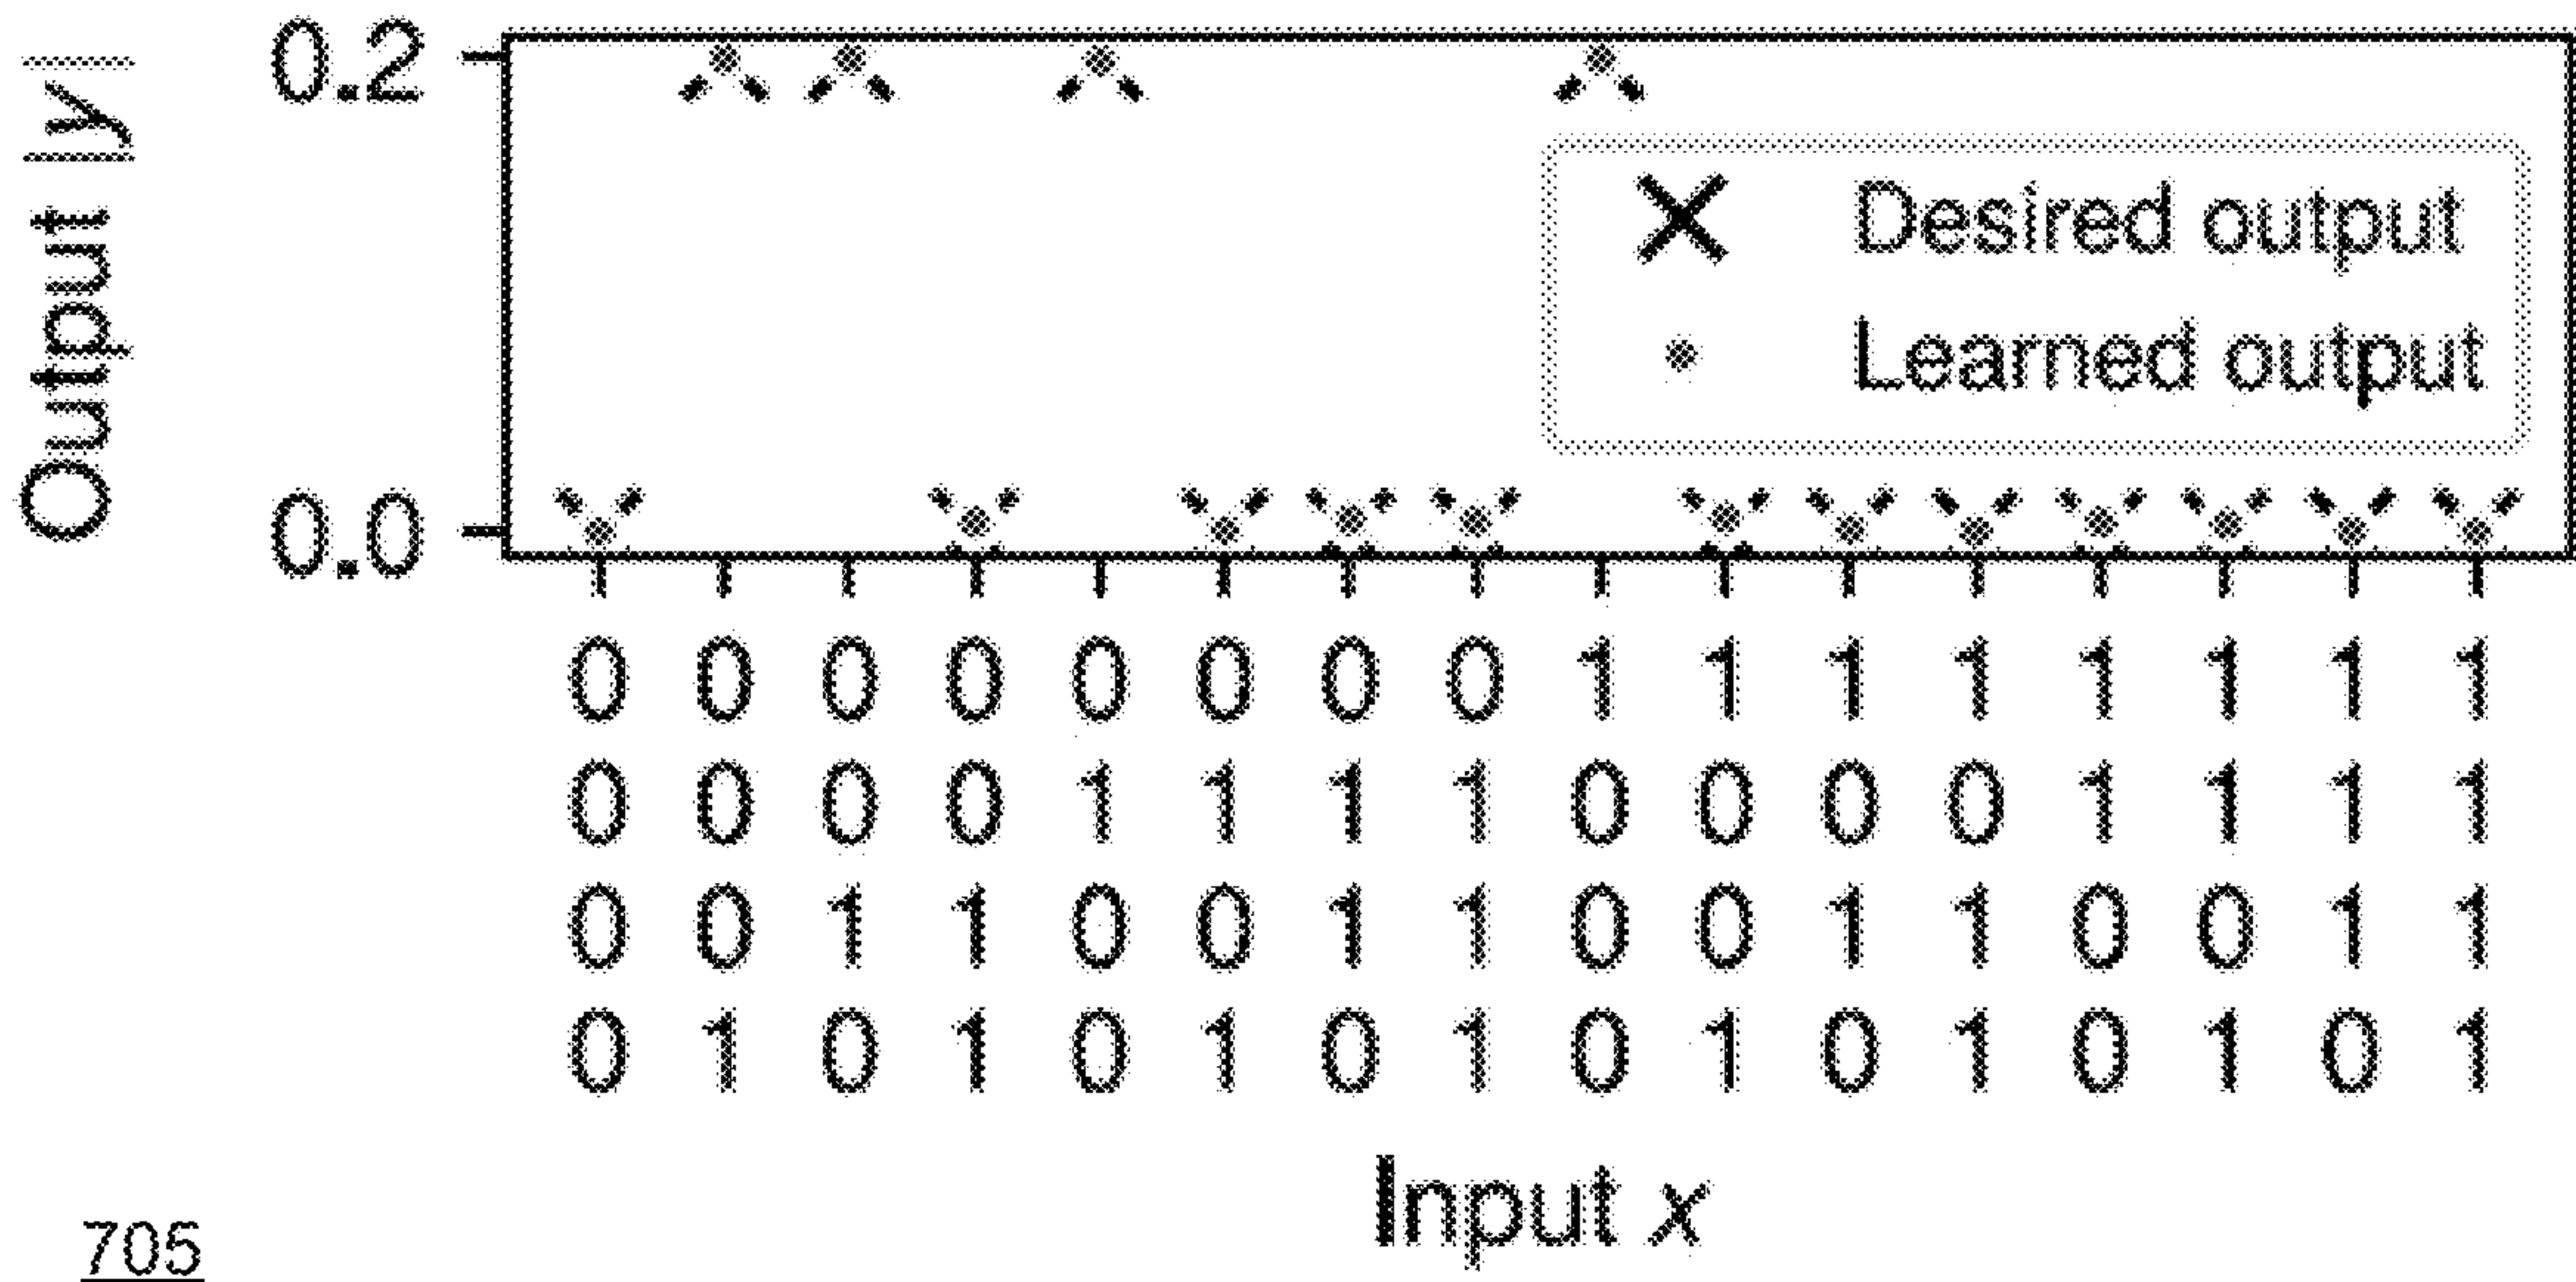 Output |y|
0.2
Desired output
Learned output
0.0
0 0 0 0 0 0 0 0 1 1 1 1 1 1 1 1
0 0 0 0 1 1 1 1 0 0 0 0 1 1 1 1
0 0 1 1 0 0 1 1 0 0 1 1 0 0 1 1
0 1 0 1 0 1 0 1 0 1 0 1 0 1 0 1
Input x
705